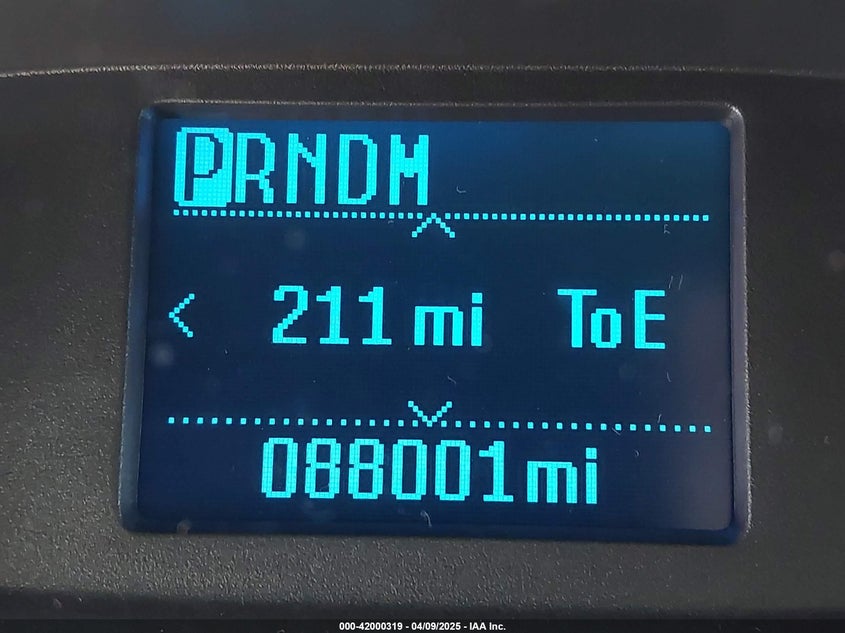 PRNDM
211 mi ToE
088001mi
000-42000319 - 04/09/2025 - IAA Inc.